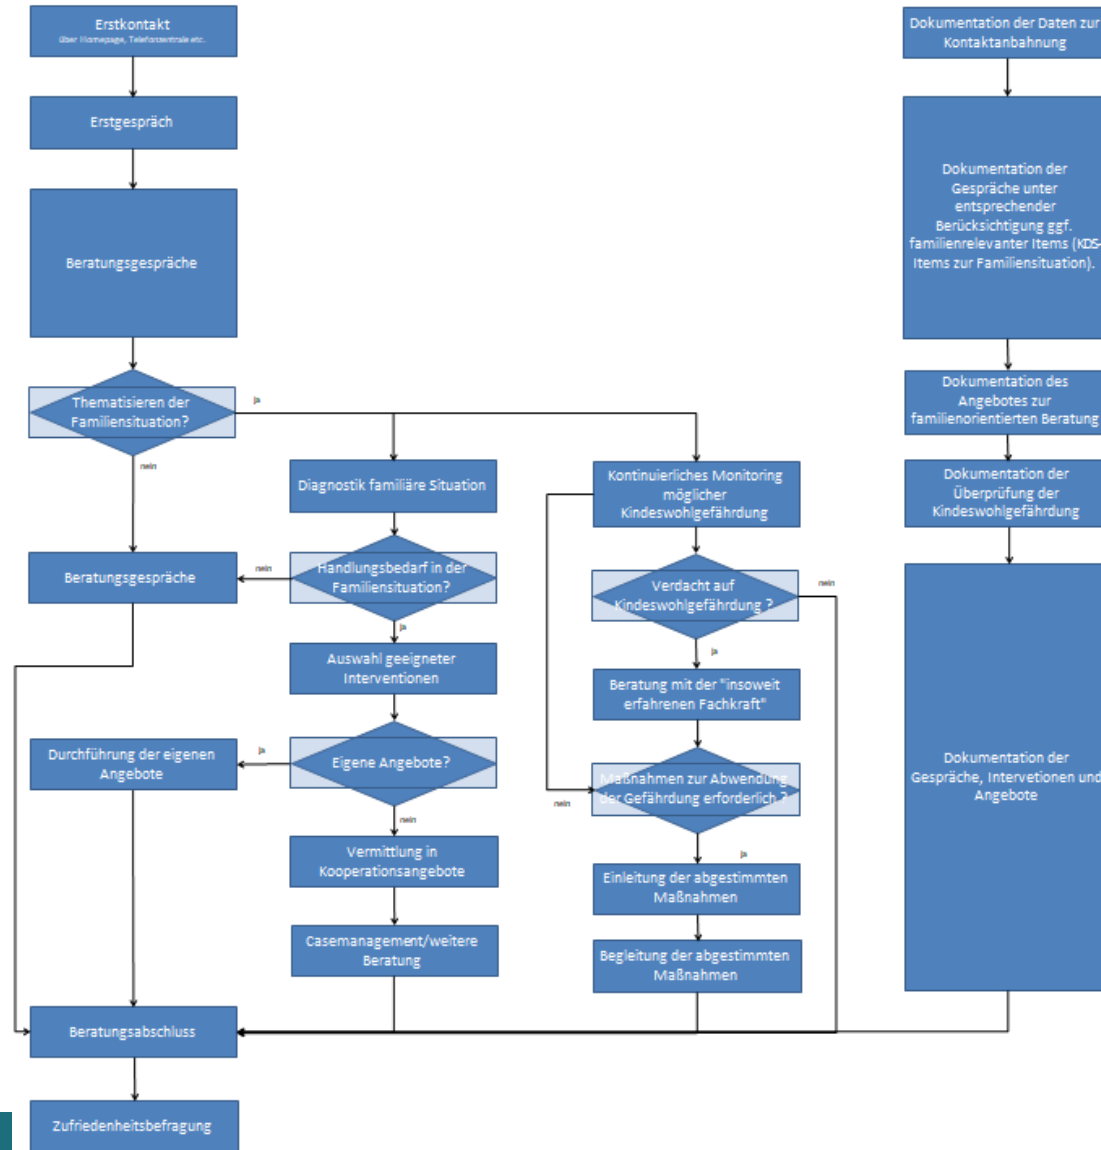 Erstkontakt
über Homepage, Telefonzentrale etc.
Erstgespräch
Beratungsgespräche
Thematisieren der
Familiensituation?
ja
nein
Diagnostik familiäre Situation
Handlungsbedarf in der
Familiensituation?
nein
Beratungsgespräche
ja
Auswahl geeigneter
Interventionen
Eigene Angebote?
ja
Durchführung der eigenen
Angebote
nein
Vermittlung in
Kooperationsangebote
Casemanagement/weitere
Beratung
Kontinuierliches Monitoring
möglicher
Kindeswohlgefährdung
Verdacht auf
Kindeswohlgefährdung ?
nein
ja
Beratung mit der "insoweit
erfahrenen Fachkraft"
Maßnahmen zur Abwendung
der Gefährdung erforderlich ?
nein
ja
Einleitung der abgestimmten
Maßnahmen
Begleitung der abgestimmten
Maßnahmen
Beratungsabschluss
Zufriedenheitsbefragung
Dokumentation der Daten zur
Kontaktanbahnung
Dokumentation der
Gespräche unter
entsprechender
Berücksichtigung ggf.
familienrelevanter Items (KDS-
Items zur Familiensituation).
Dokumentation des
Angebotes zur
familienorientierten Beratung
Dokumentation der
Überprüfung der
Kindeswohlgefährdung
Dokumentation der
Gespräche, Intervetionen und
Angebote